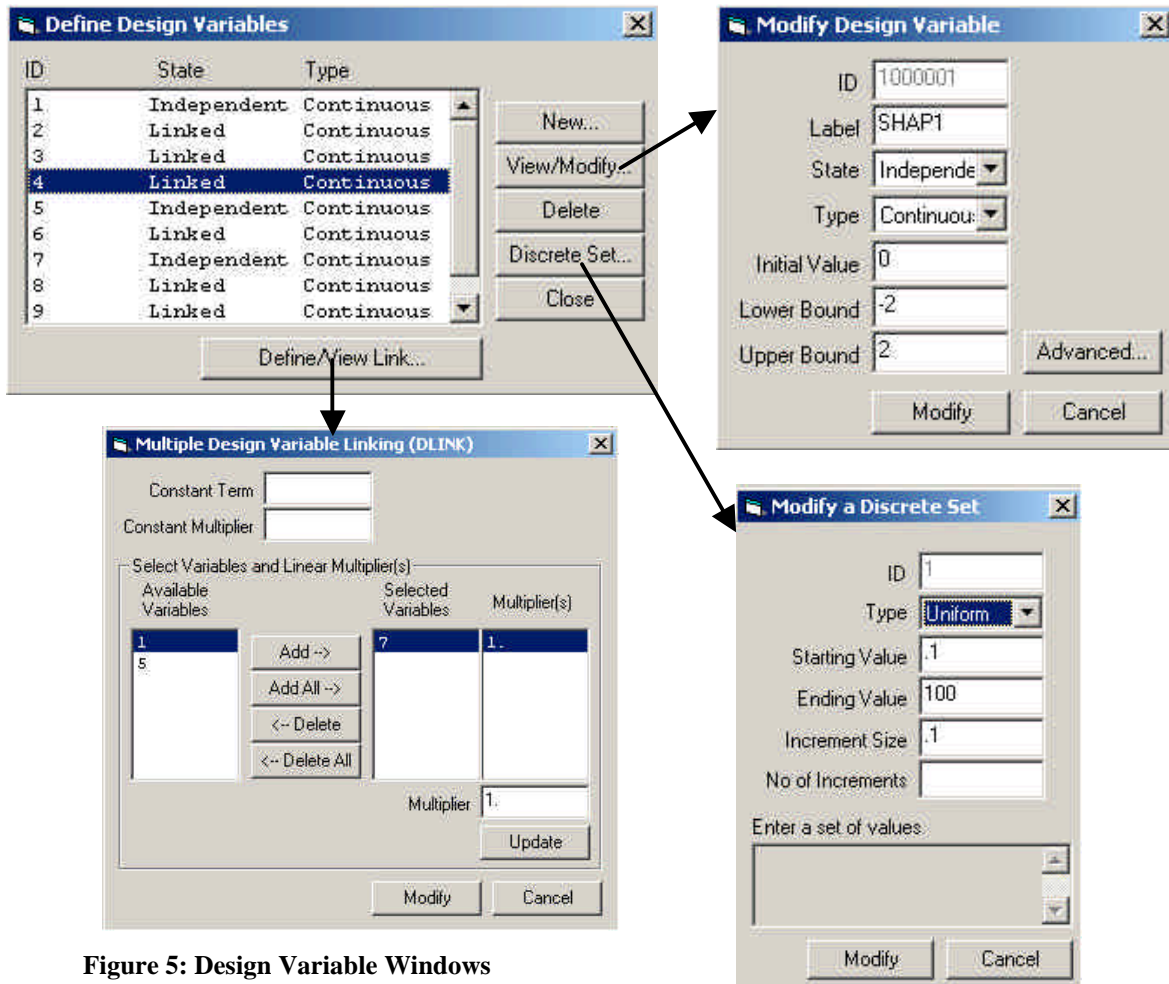 Define Design Variables
ID State Type
1 Independent Continuous
2 Linked Continuous
3 Linked Continuous
4 Linked Continuous
5 Independent Continuous
6 Linked Continuous
7 Independent Continuous
8 Linked Continuous
9 Linked Continuous
New...
View/Modify...
Delete
Discrete Set...
Close
Define/View Link...
Modify Design Variable
ID 1000001
Label SHAP1
State Independe
Type Continuou
Initial Value 0
Lower Bound -2
Upper Bound 2
Advanced...
Modify Cancel
Multiple Design Variable Linking (DLINK)
Constant Term
Constant Multiplier
Select Variables and Linear Multiplier(s)
Available Variables
Selected Variables
Multiplier(s)
1
5
Add -->
Add All -->
<-- Delete
<-- Delete All
7 1.
Multiplier 1.
Update
Modify Cancel
Modify a Discrete Set
ID 1
Type Uniform
Starting Value .1
Ending Value 100
Increment Size .1
No of Increments
Enter a set of values
Modify Cancel
Figure 5: Design Variable Windows